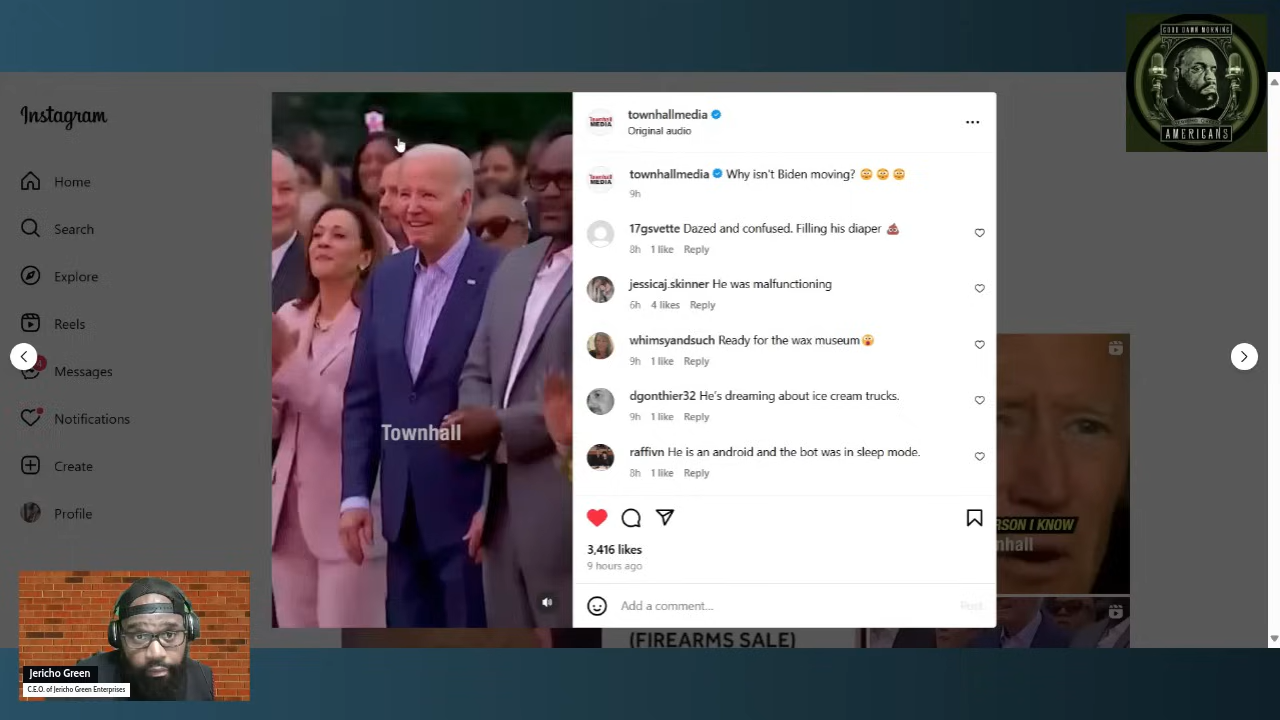 GODD DAMN MORNING
AMERICANS
Instagram
Home
Search
Explore
Reels
Messages
Notifications
Create
Profile
Townhall
townhallmedia
Original audio
townhallmedia Why isn't Biden moving? 😳 😳 😳
9h
17gsvette Dazed and confused. Filling his diaper 💩
8h 1 like Reply
jessicaj.skinner He was malfunctioning
6h 4 likes Reply
whimsyandsuch Ready for the wax museum😱
9h 1 like Reply
dgonthier32 He's dreaming about ice cream trucks.
9h 1 like Reply
raffivn He is an android and the bot was in sleep mode.
8h 1 like Reply
3,416 likes
9 hours ago
Add a comment...
Post
RSON I KNOW
nhall
(FIREARMS SALE)
Jericho Green
C.E.O. of Jericho Green Enterprises